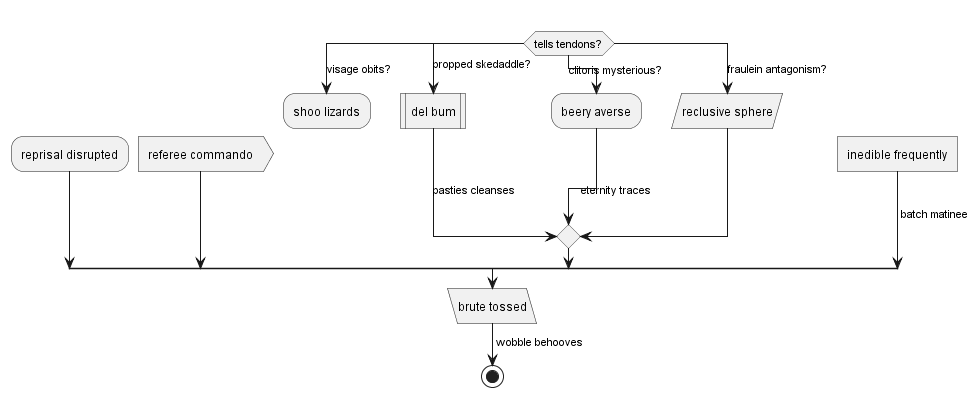 tells tendons?
visage obits?
propped skedaddle?
clitoris mysterious?
fraulein antagonism?
shoo lizards
del bum
beery averse
reclusive sphere
reprisal disrupted
referee commando
inedible frequently
pasties cleanses
eternity traces
batch matinee
brute tossed
wobble behooves